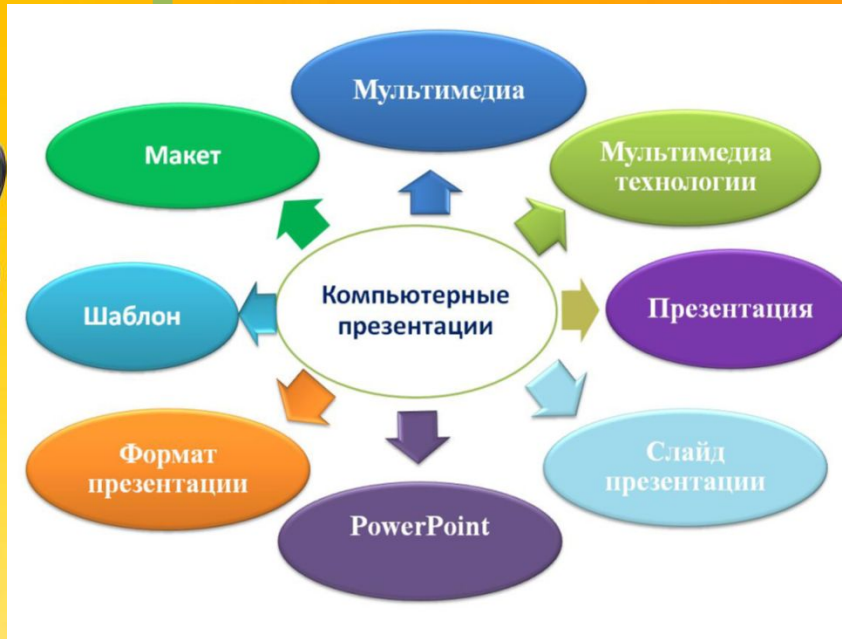 Мультимедиа
Макет
Мультимедиа
технологии
Шаблон
Компьютерные
презентации
Презентация
Формат
презентации
Слайд
презентации
PowerPoint